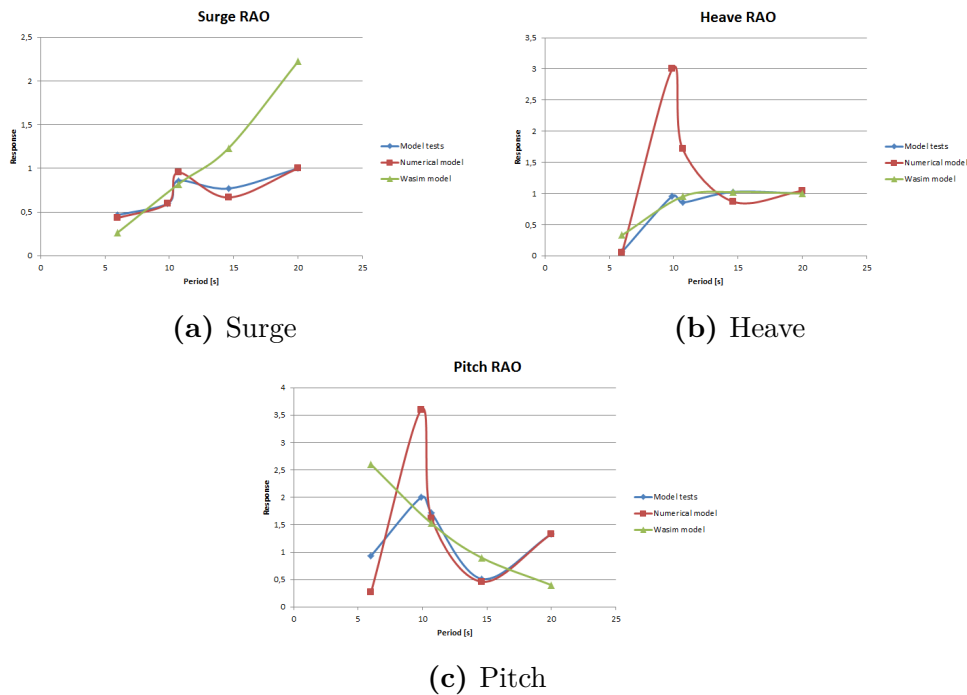 Surge RAO
2,5
2
1,5
1
0,5
0
0 5 10 15 20 25
Response
Period [s]
Model tests
Numerical model
Wasim model
(a) Surge
Heave RAO
3,5
3
2,5
2
1,5
1
0,5
0
0 5 10 15 20 25
Response
Period [s]
Model tests
Numerical model
Wasim model
(b) Heave
Pitch RAO
4
3,5
3
2,5
2
1,5
1
0,5
0
0 5 10 15 20 25
Response
Period [s]
Model tests
Numerical model
Wasim model
(c) Pitch